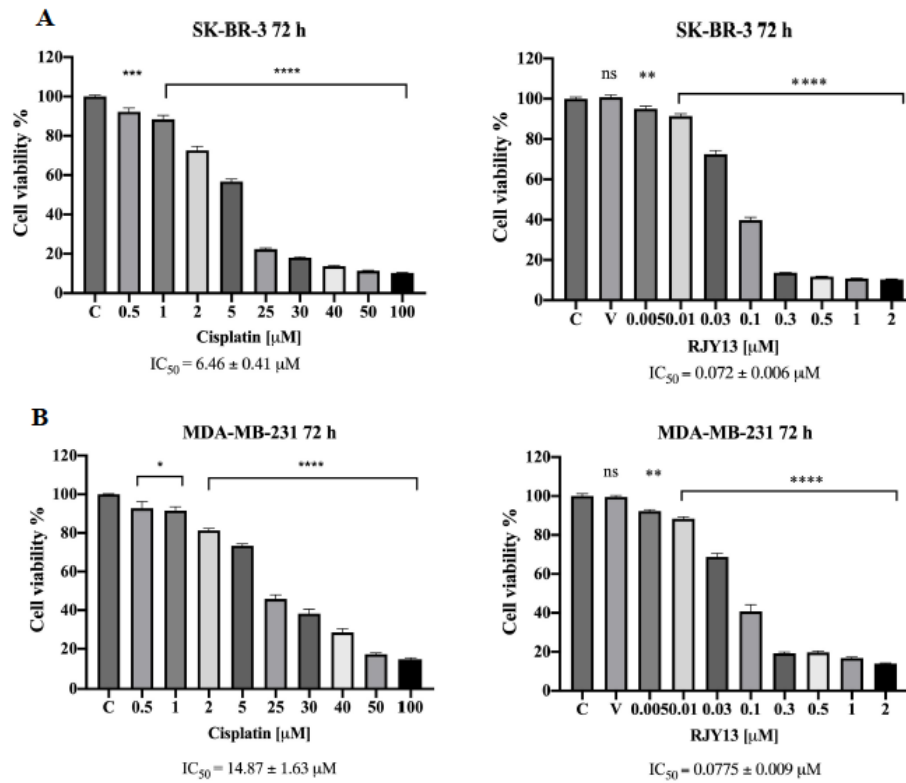 A
SK-BR-3 72 h
***
****
120
100
80
60
40
20
0
Cell viability %
C 0.5 1 2 5 25 30 40 50 100
Cisplatin [μM]
IC50 = 6.46 ± 0.41 μM
SK-BR-3 72 h
ns
**
****
120
100
80
60
40
20
0
Cell viability %
C V 0.005 0.01 0.03 0.1 0.3 0.5 1 2
RJY13 [μM]
IC50 = 0.072 ± 0.006 μM
B
MDA-MB-231 72 h
*
****
120
100
80
60
40
20
0
Cell viability %
C 0.5 1 2 5 25 30 40 50 100
Cisplatin [μM]
IC50 = 14.87 ± 1.63 μM
MDA-MB-231 72 h
ns
**
****
120
100
80
60
40
20
0
Cell viability %
C V 0.005 0.01 0.03 0.1 0.3 0.5 1 2
RJY13 [μM]
IC50 = 0.0775 ± 0.009 μM